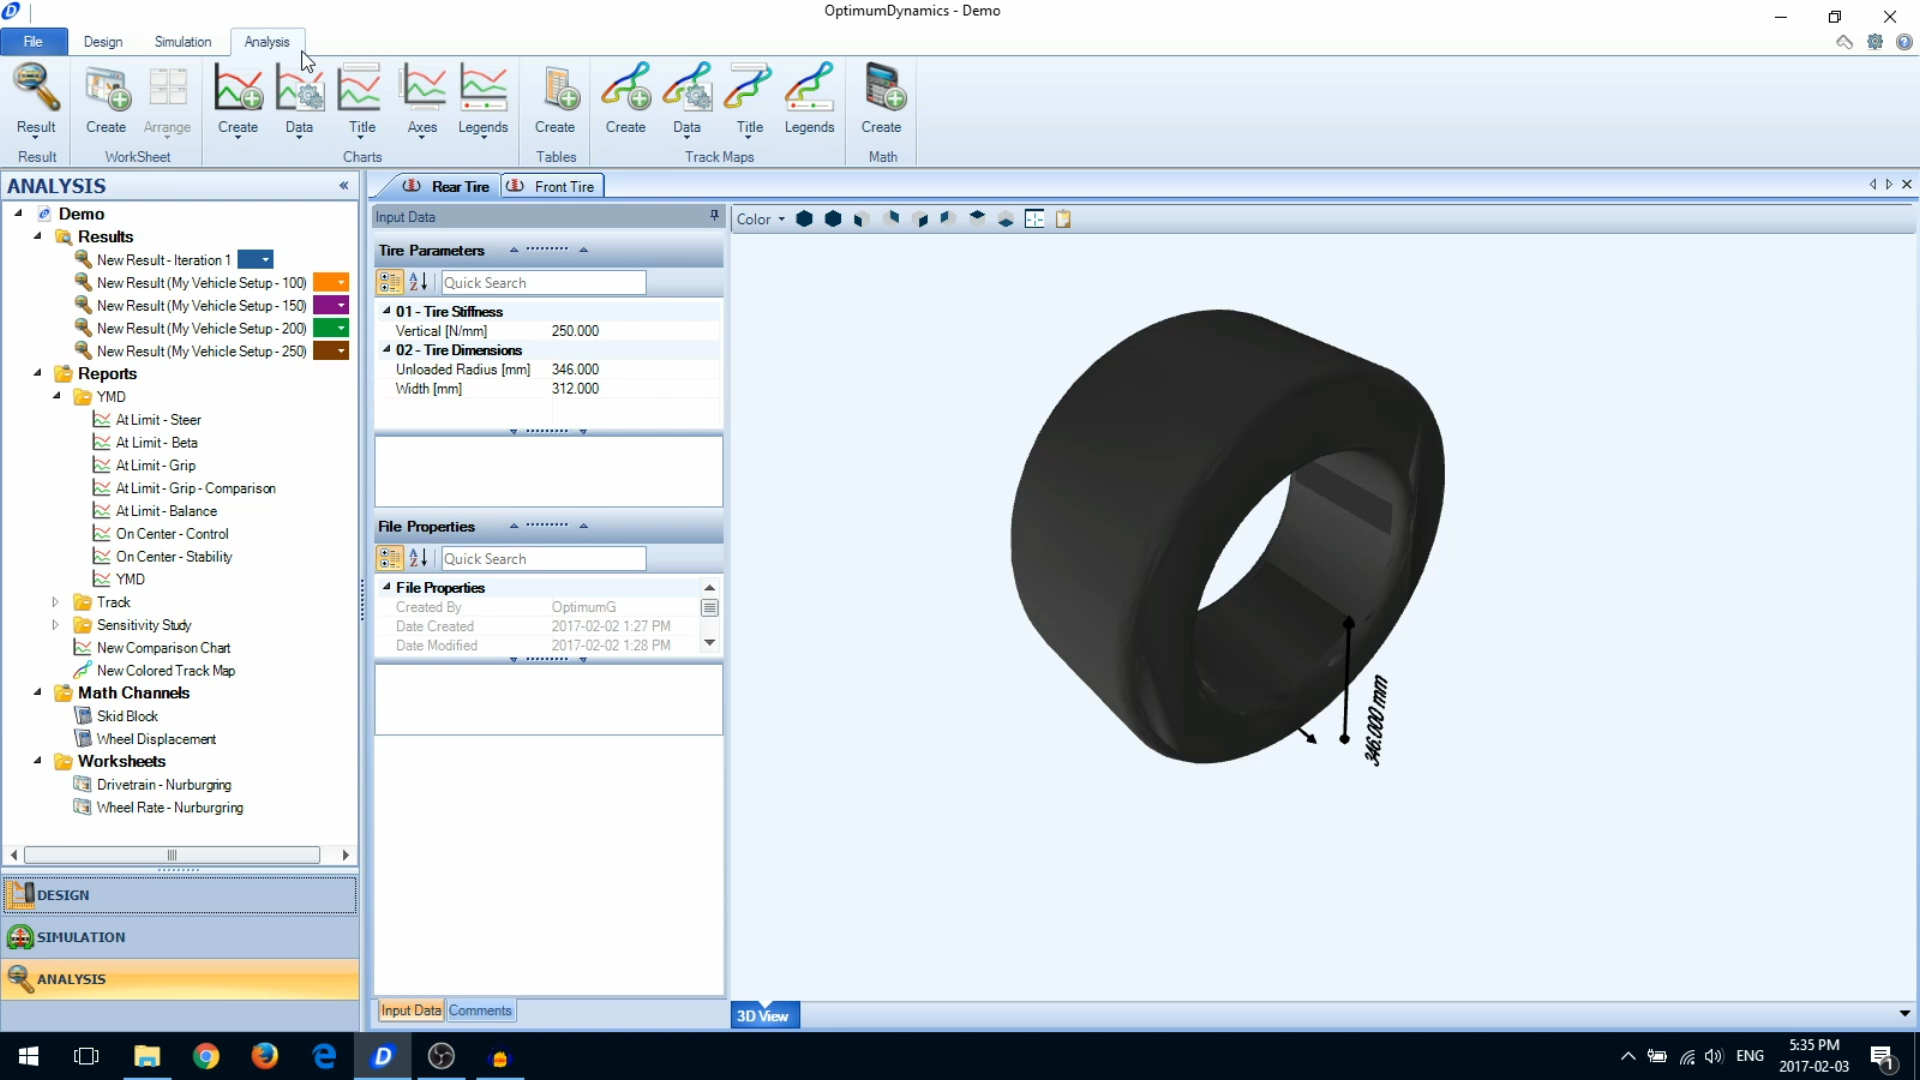 OptimumDynamics - Demo
File Design Simulation Analysis
Result Create Arrange Create Data Title Axes Legends Create Create Data Title Legends Create
Result WorkSheet Charts Tables Track Maps Math
ANALYSIS
Demo
Results
New Result - Iteration 1
New Result (My Vehicle Setup - 100)
New Result (My Vehicle Setup - 150)
New Result (My Vehicle Setup - 200)
New Result (My Vehicle Setup - 250)
Reports
YMD
At Limit - Steer
At Limit - Beta
At Limit - Grip
At Limit - Grip - Comparison
At Limit - Balance
On Center - Control
On Center - Stability
YMD
Track
Sensitivity Study
New Comparison Chart
New Colored Track Map
Math Channels
Skid Block
Wheel Displacement
Worksheets
Drivetrain - Nurburgring
Wheel Rate - Nurburgring
DESIGN
SIMULATION
ANALYSIS
Rear Tire Front Tire
Input Data
Tire Parameters
Quick Search
01 - Tire Stiffness
Vertical [N/mm] 250.000
02 - Tire Dimensions
Unloaded Radius [mm] 346.000
Width [mm] 312.000
File Properties
Quick Search
File Properties
Created By OptimumG
Date Created 2017-02-02 1:27 PM
Date Modified 2017-02-02 1:28 PM
Input Data Comments
Color
346.000 mm
3D View
ENG
5:35 PM
2017-02-03
1